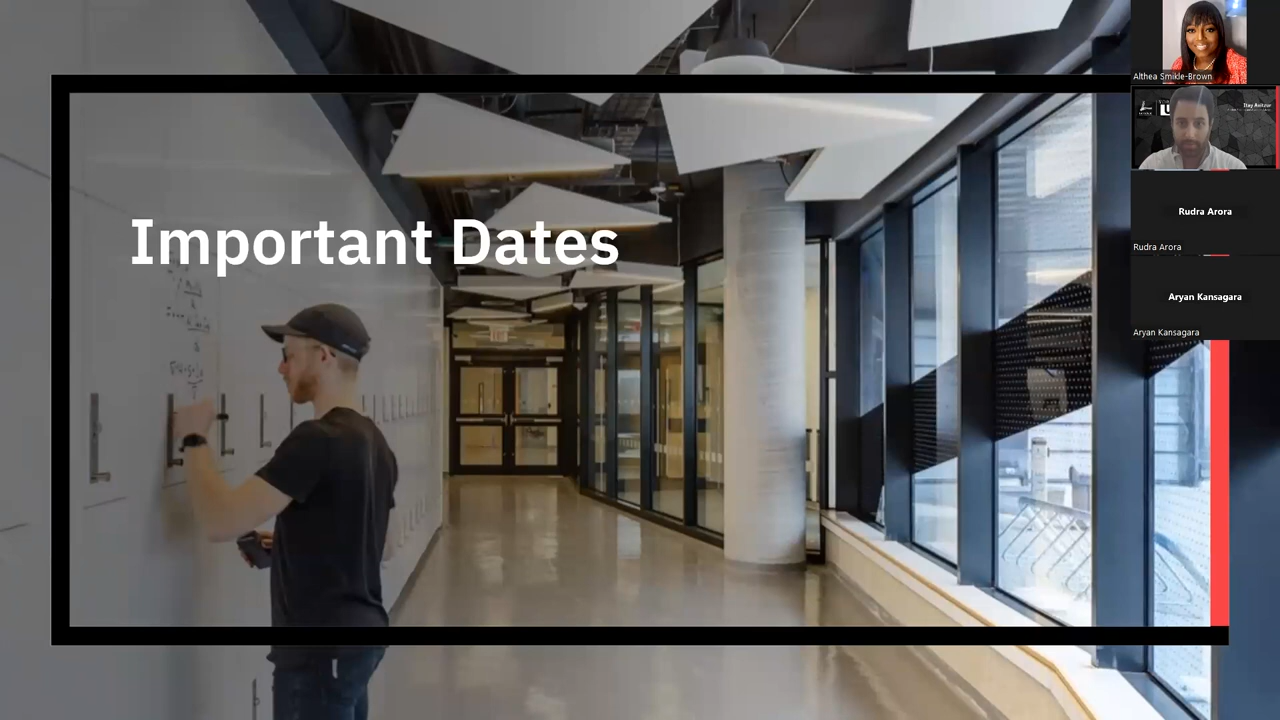 Important Dates
Althea Smikle-Brown
Rudra Arora
Rudra Arora
Aryan Kansagara
Aryan Kansagara